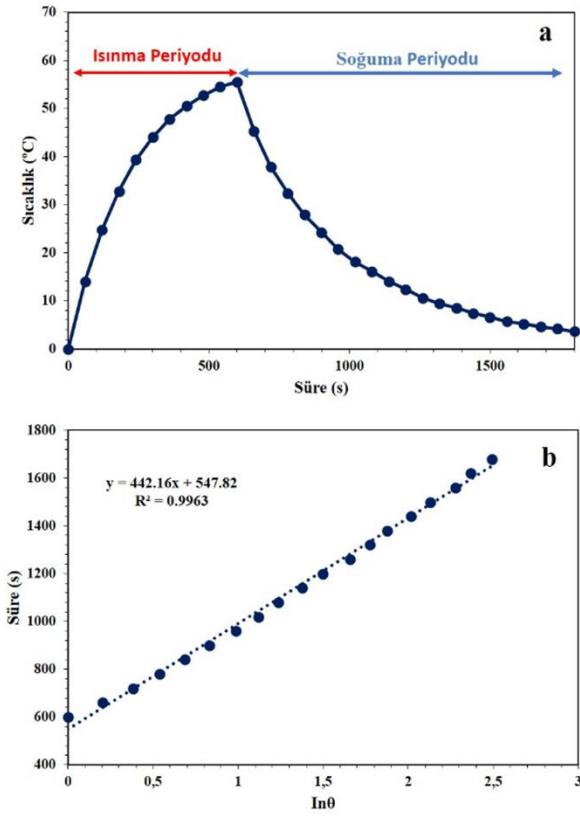 a
70
60
50
40
30
20
10
0
Isınma Periyodu
Soğuma Periyodu
Sıcaklık (°C)
0
500
1000
1500
Süre (s)
b
1800
1600
1400
1200
1000
800
600
400
y = 442.16x + 547.82
R² = 0.9963
Süre (s)
0
0,5
1
1,5
2
2,5
3
Inθ